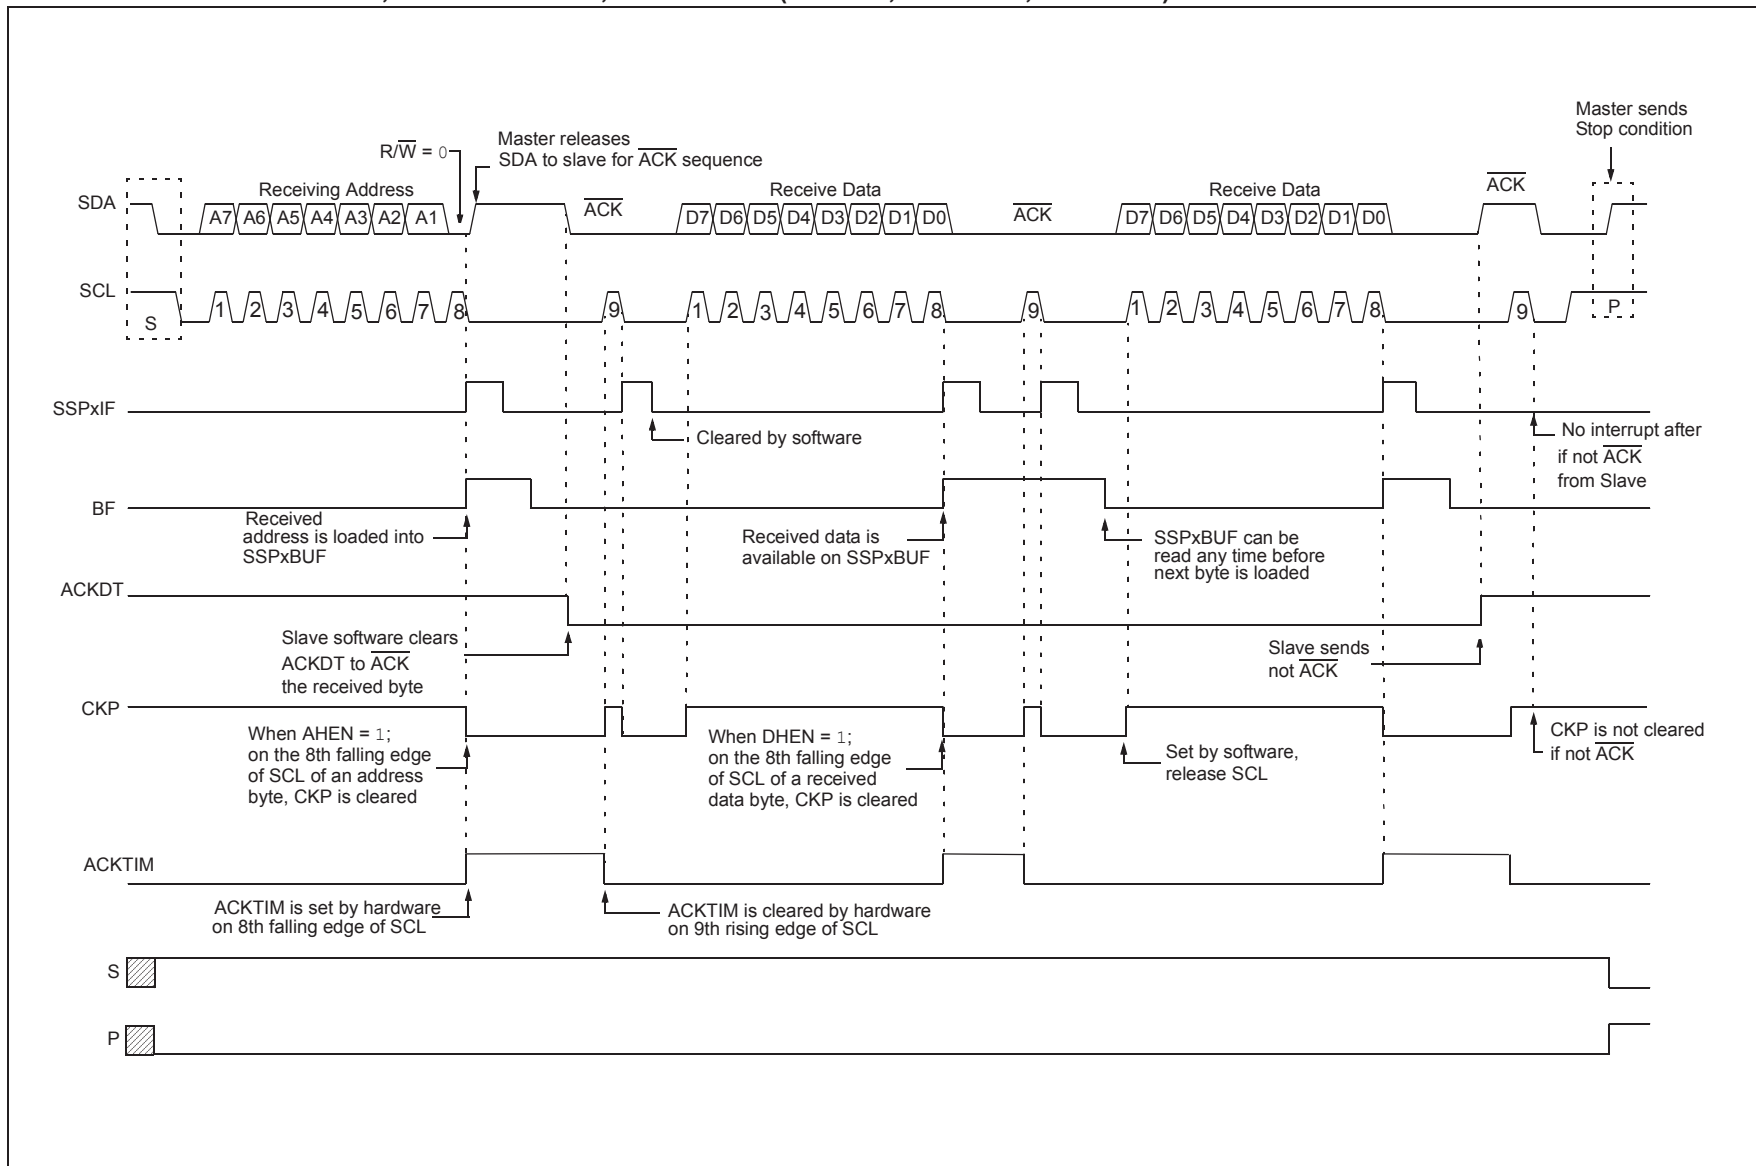 Master sends
Stop condition
R/W̅ = 0
Master releases
SDA to slave for A̅C̅K̅ sequence
SDA
Receiving Address
A7 A6 A5 A4 A3 A2 A1
A̅C̅K̅
Receive Data
D7 D6 D5 D4 D3 D2 D1 D0
A̅C̅K̅
Receive Data
D7 D6 D5 D4 D3 D2 D1 D0
A̅C̅K̅
SCL
S
1 2 3 4 5 6 7 8 9
1 2 3 4 5 6 7 8 9
1 2 3 4 5 6 7 8 9
P
SSPxIF
Cleared by software
No interrupt after
if not A̅C̅K̅
from Slave
BF
Received
address is loaded into
SSPxBUF
Received data is
available on SSPxBUF
SSPxBUF can be
read any time before
next byte is loaded
ACKDT
Slave software clears
ACKDT to A̅C̅K̅
the received byte
Slave sends
not A̅C̅K̅
CKP
When AHEN = 1;
on the 8th falling edge
of SCL of an address
byte, CKP is cleared
When DHEN = 1;
on the 8th falling edge
of SCL of a received
data byte, CKP is cleared
Set by software,
release SCL
CKP is not cleared
if not A̅C̅K̅
ACKTIM
ACKTIM is set by hardware
on 8th falling edge of SCL
ACKTIM is cleared by hardware
on 9th rising edge of SCL
S
P